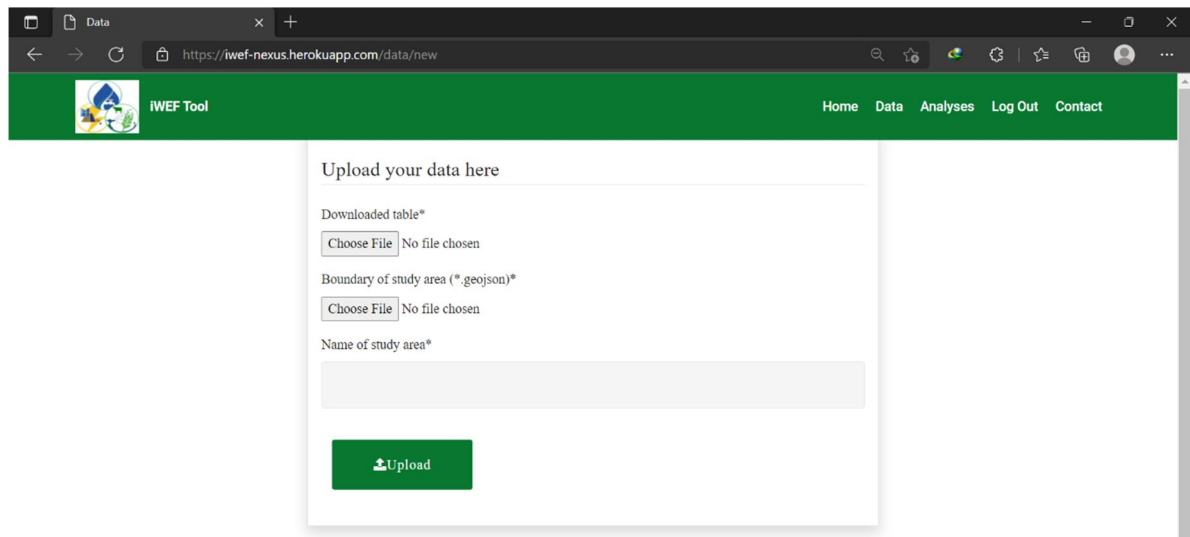 Data
https://iwef-nexus.herokuapp.com/data/new
iWEF Tool
Home Data Analyses Log Out Contact
Upload your data here
Downloaded table*
Choose File No file chosen
Boundary of study area (*.geojson)*
Choose File No file chosen
Name of study area*
Upload